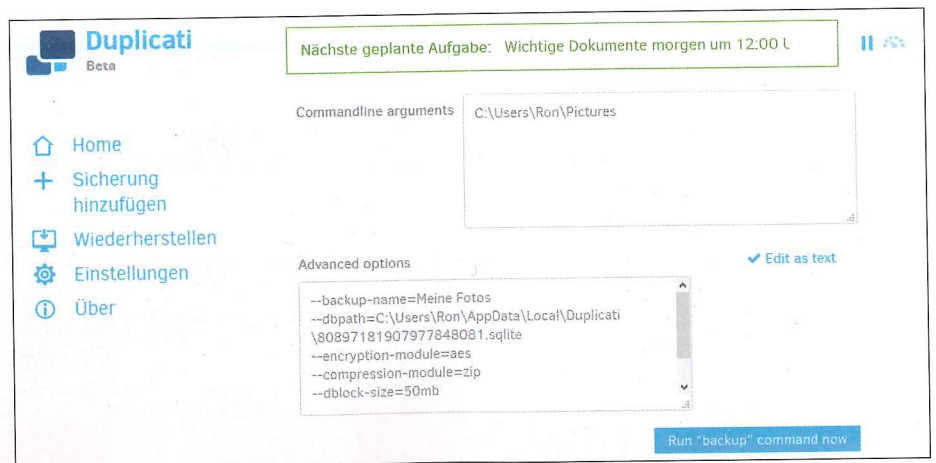 Duplicati
Beta
Nächste geplante Aufgabe: Wichtige Dokumente morgen um 12:00 U
Home
Sicherung
hinzufügen
Wiederherstellen
Einstellungen
Über
Commandline arguments
C:\Users\Ron\Pictures
Advanced options
Edit as text
--backup-name=Meine Fotos
--dbpath=C:\Users\Ron\AppData\Local\Duplicati
\80897181907977848081.sqlite
--encryption-module=aes
--compression-module=zip
--dblock-size=50mb
Run "backup" command now